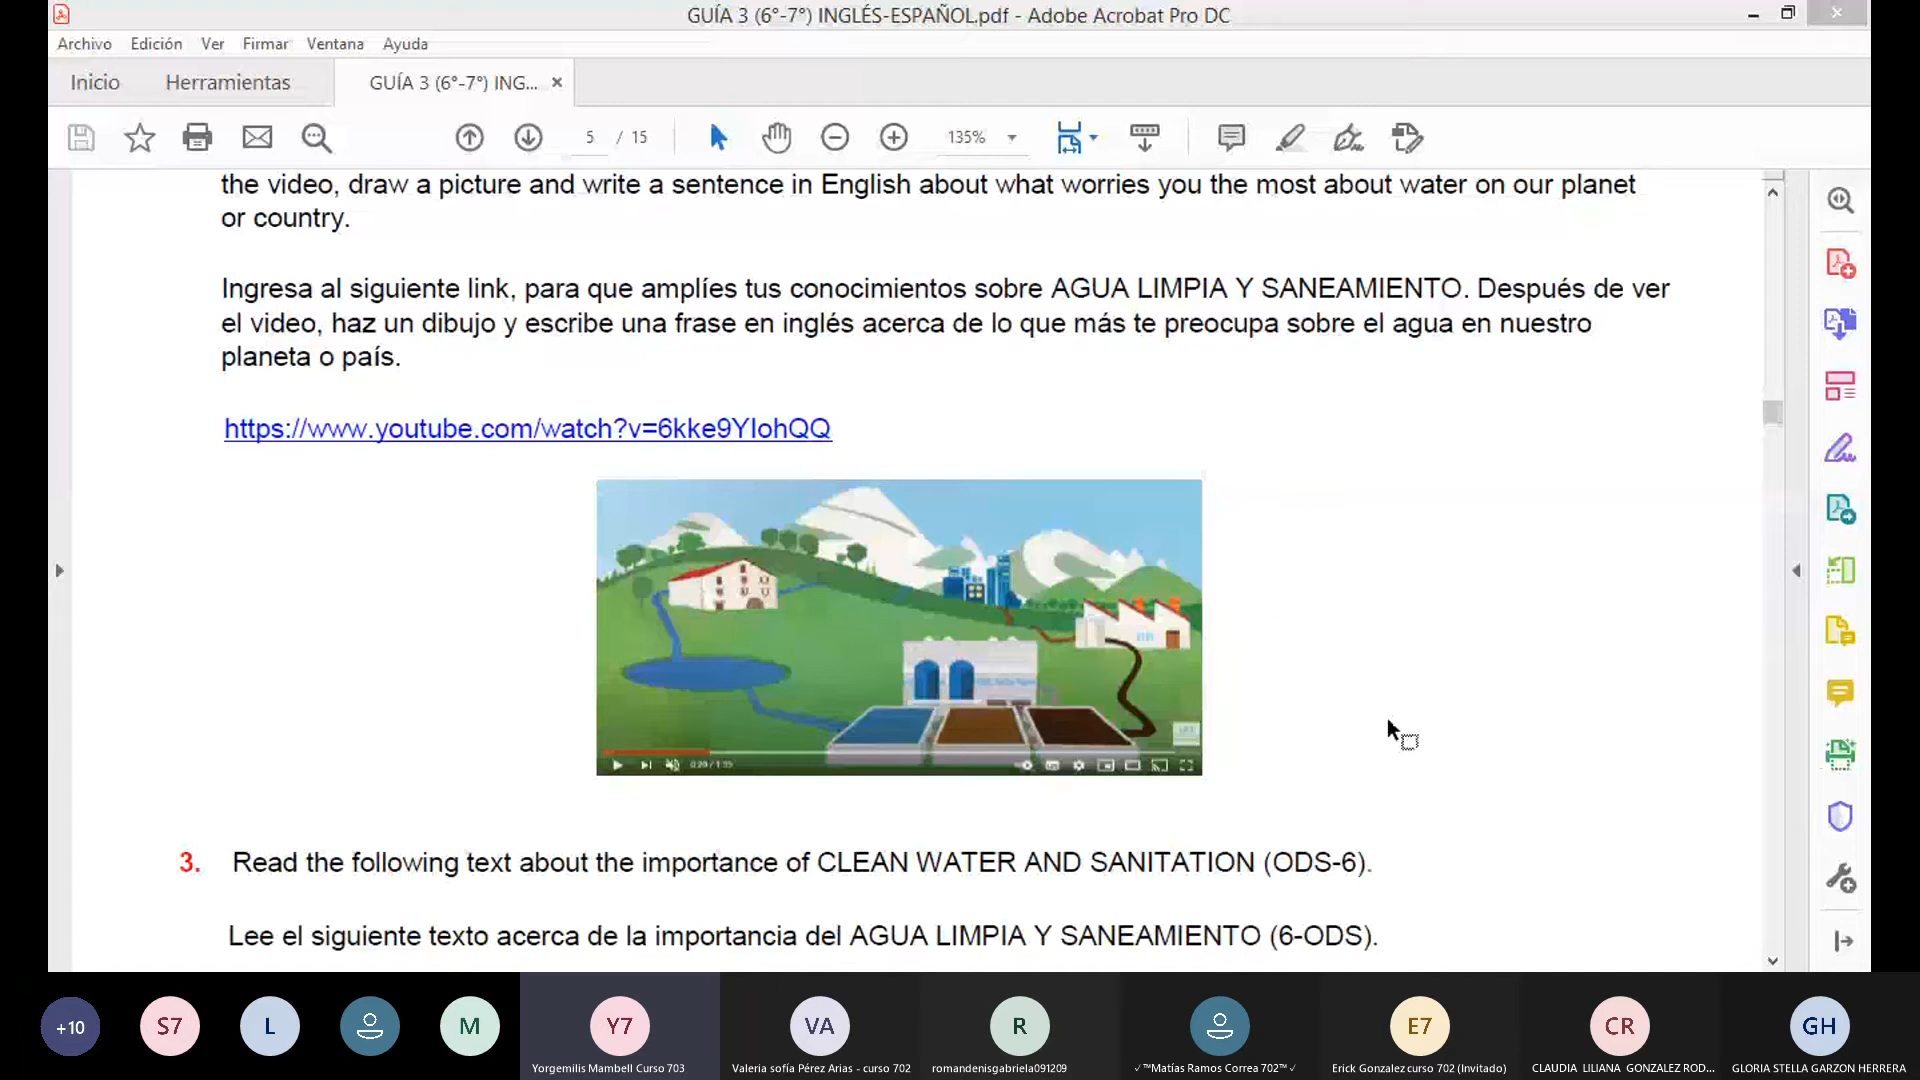 GUÍA 3 (6°-7°) INGLÉS-ESPAÑOL.pdf - Adobe Acrobat Pro DC
Archivo Edición Ver Firmar Ventana Ayuda
Inicio Herramientas GUÍA 3 (6°-7°) ING... ×
5 / 15 135%
the video, draw a picture and write a sentence in English about what worries you the most about water on our planet
or country.
Ingresa al siguiente link, para que amplíes tus conocimientos sobre AGUA LIMPIA Y SANEAMIENTO. Después de ver
el video, haz un dibujo y escribe una frase en inglés acerca de lo que más te preocupa sobre el agua en nuestro
planeta o país.
https://www.youtube.com/watch?v=6kke9YIohQQ
3. Read the following text about the importance of CLEAN WATER AND SANITATION (ODS-6).
Lee el siguiente texto acerca de la importancia del AGUA LIMPIA Y SANEAMIENTO (6-ODS).
+10 S7 L M Y7 VA R E7 CR GH
Yorgemilis Mambell Curso 703 Valeria sofía Pérez Arias - curso 702 romandenisgabriela091209 ✓™Matías Ramos Correa 702™✓ Erick Gonzalez curso 702 (Invitado) CLAUDIA LILIANA GONZALEZ ROD... GLORIA STELLA GARZON HERRERA